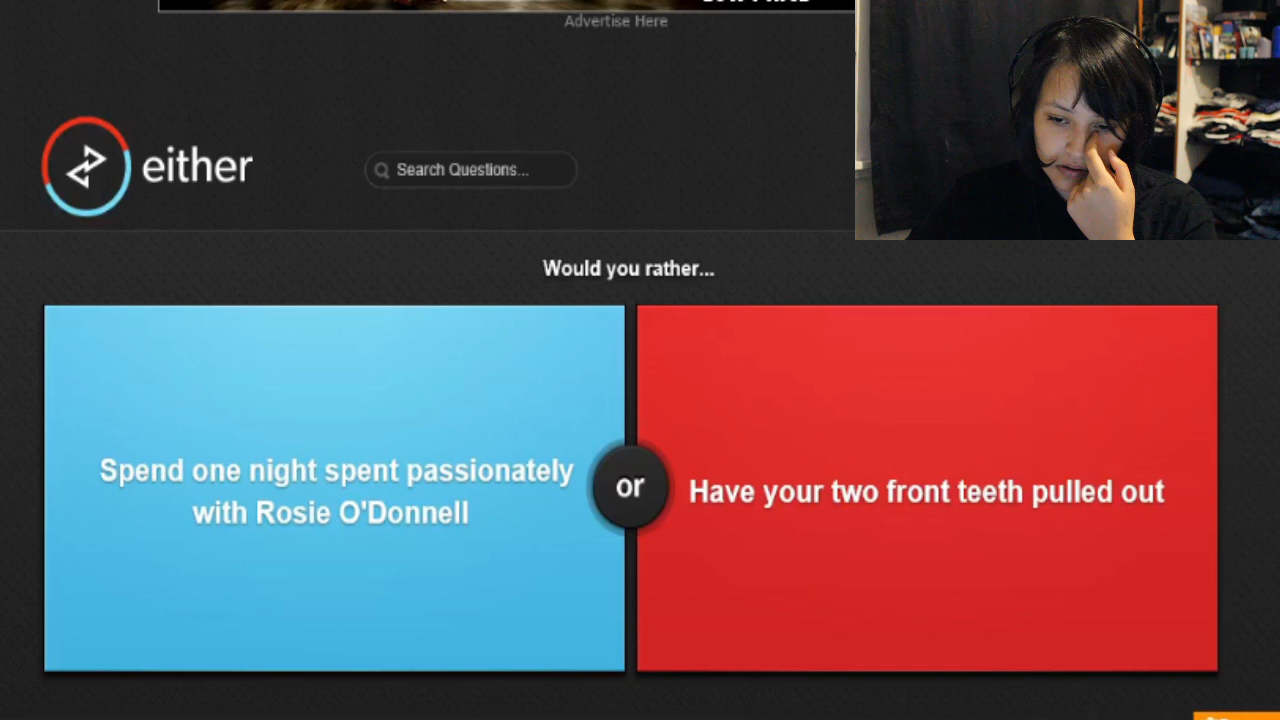 Advertise Here
either
Search Questions...
Would you rather...
Spend one night spent passionately
with Rosie O'Donnell
or
Have your two front teeth pulled out